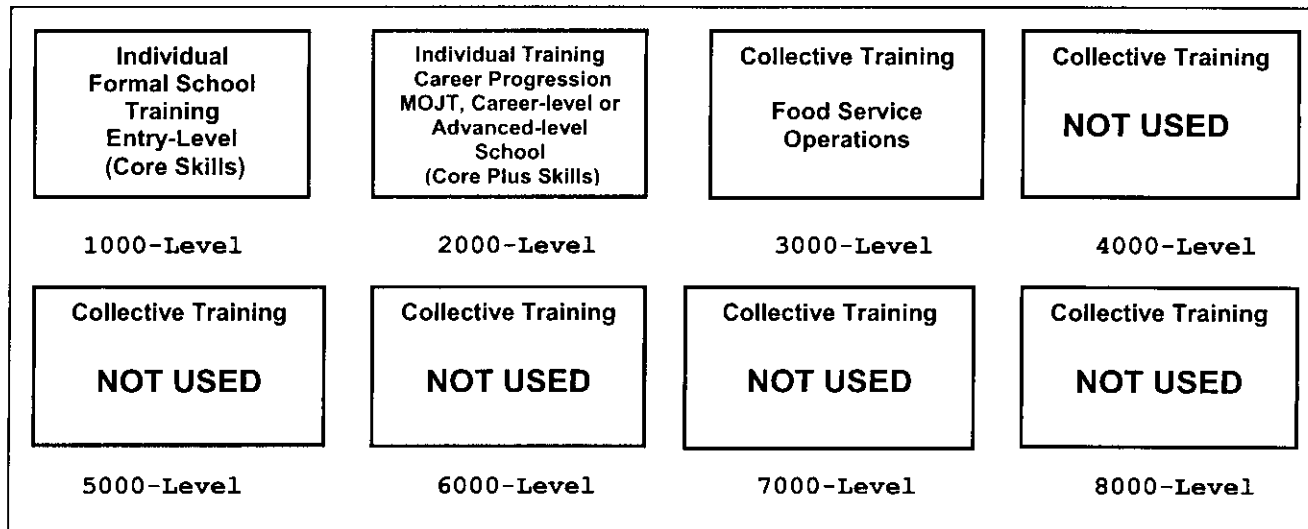 Individual
Formal School
Training
Entry-Level
(Core Skills)
1000-Level
Individual Training
Career Progression
MOJT, Career-level or
Advanced-level
School
(Core Plus Skills)
2000-Level
Collective Training
Food Service
Operations
3000-Level
Collective Training
NOT USED
4000-Level
Collective Training
NOT USED
5000-Level
Collective Training
NOT USED
6000-Level
Collective Training
NOT USED
7000-Level
Collective Training
NOT USED
8000-Level